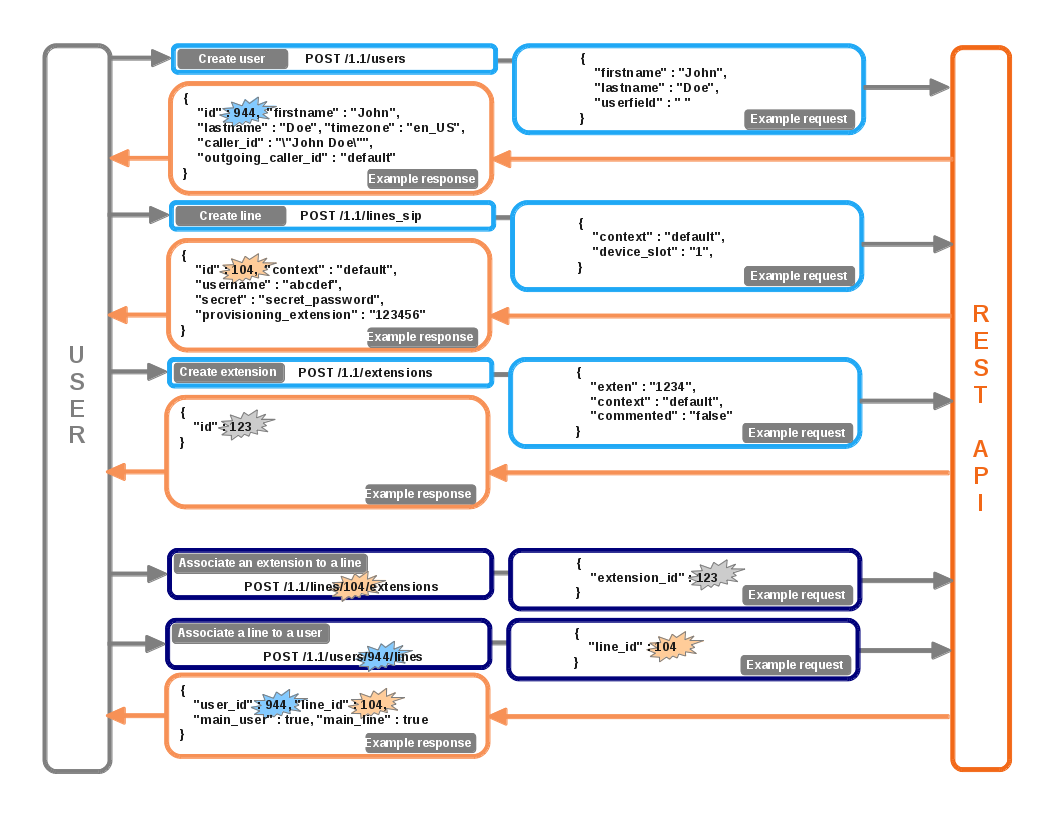 Create user POST /1.1/users
{
"firstname" : "John",
"lastname" : "Doe",
"userfield" : " "
}
Example request
{
"id" : 944, "firstname" : "John",
"lastname" : "Doe", "timezone" : "en_US",
"caller_id" : "\"John Doe\"",
"outgoing_caller_id" : "default"
}
Example response
Create line POST /1.1/lines_sip
{
"context" : "default",
"device_slot" : "1",
}
Example request
{
"id" : 104, "context" : "default",
"username" : "abcdef",
"secret" : "secret_password",
"provisioning_extension" : "123456"
}
Example response
USER
REST API
Create extension POST /1.1/extensions
{
"exten" : "1234",
"context" : "default",
"commented" : "false"
}
Example request
{
"id" : 123
}
Example response
Associate an extension to a line
POST /1.1/lines/104/extensions
{
"extension_id" : 123
}
Example request
Associate a line to a user
POST /1.1/users/944/lines
{
"line_id" : 104
}
Example request
{
"user_id" : 944, "line_id" : 104,
"main_user" : true, "main_line" : true
}
Example response